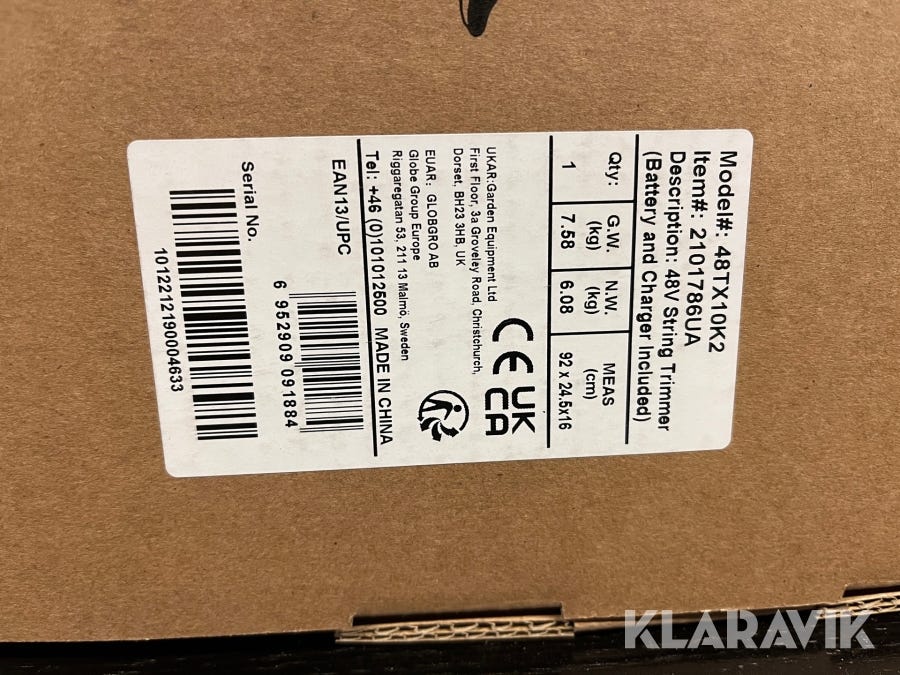 Model#: 48TX10K2
Item#: 2101786UA
Description: 48V String Trimmer
(Battery and Charger Included)
Qty: G.W. (kg) N.W. (kg) MEAS (cm)
1 7.58 6.08 92 x 24.5x16
UKAR:Garden Equipment Ltd
First Floor, 3a Groveley Road, Christchurch,
Dorset, BH23 3HB, UK
EUAR: GLOBGRO AB
Globe Group Europe
Riggaregatan 53, 211 13 Malmö, Sweden
CE
UK
CA
Tel: +46 (0)101012500 MADE IN CHINA
EAN13/UPC
6 952909 091884
Serial No.
1012212190004633
KLARAVIK